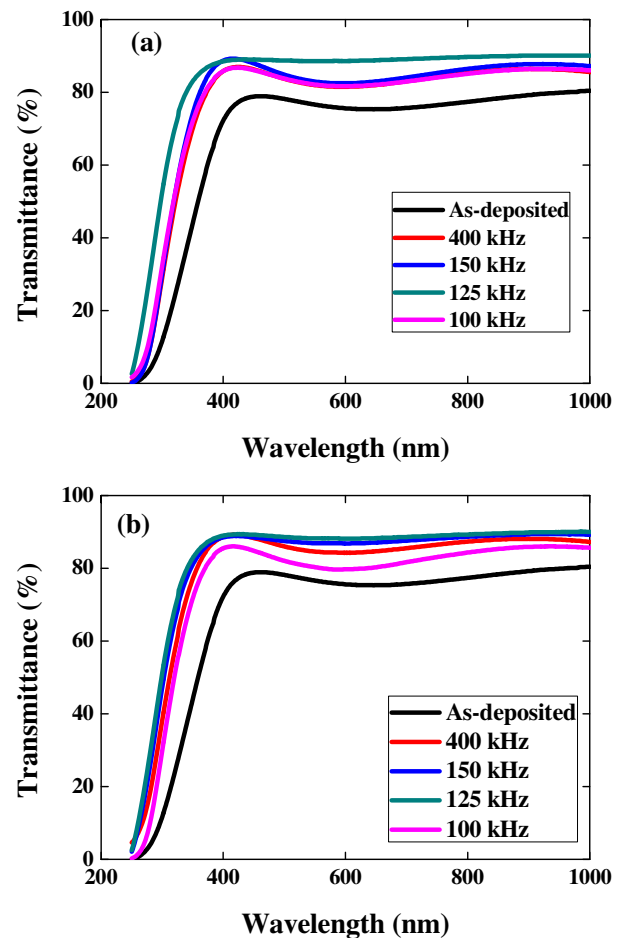 (a)
100
80
60
40
20
0
Transmittance (%)
As-deposited
400 kHz
150 kHz
125 kHz
100 kHz
200 400 600 800 1000
Wavelength (nm)
(b)
100
80
60
40
20
0
Transmittance (%)
As-deposited
400 kHz
150 kHz
125 kHz
100 kHz
200 400 600 800 1000
Wavelength (nm)